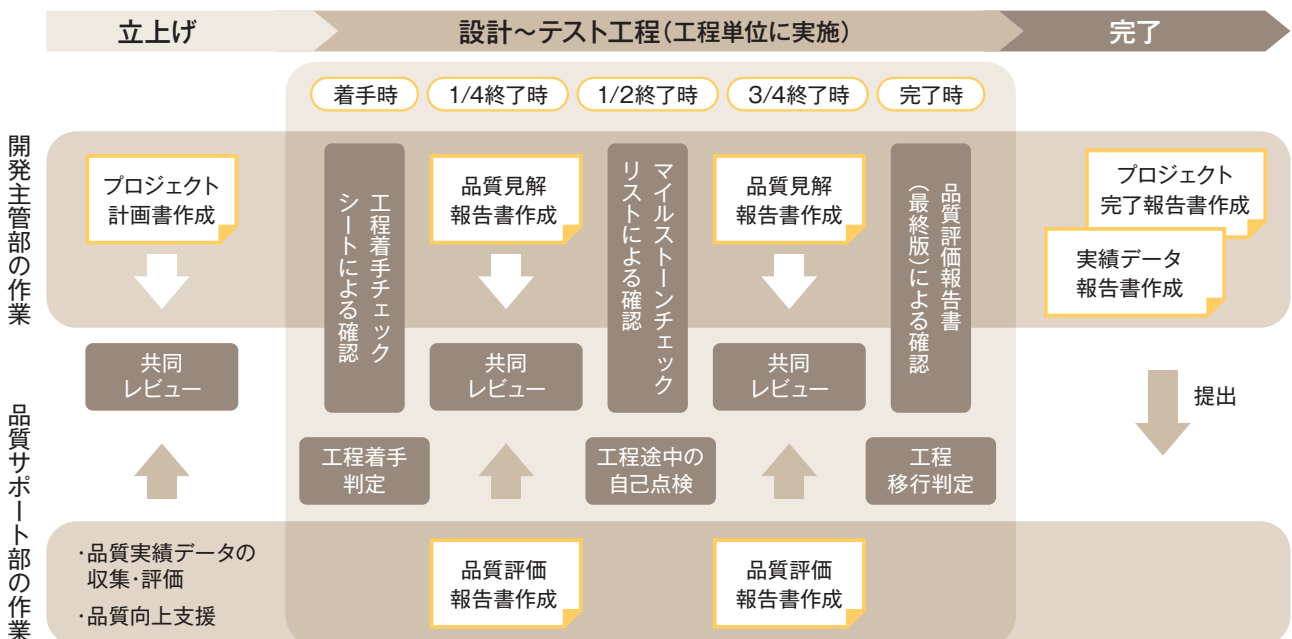 立上げ
設計～テスト工程（工程単位に実施）
完了
着手時
1/4終了時
1/2終了時
3/4終了時
完了時
開発主管部の作業
プロジェクト
計画書作成
工程着手チェック
シートによる確認
品質見解
報告書作成
マイルストーンチェック
リストによる確認
品質見解
報告書作成
品質評価報告書
（最終版）による確認
プロジェクト
完了報告書作成
実績データ
報告書作成
共同
レビュー
共同
レビュー
共同
レビュー
提出
品質サポート部の作業
工程着手
判定
工程途中の
自己点検
工程
移行判定
・品質実績データの
収集・評価
・品質向上支援
品質評価
報告書作成
品質評価
報告書作成